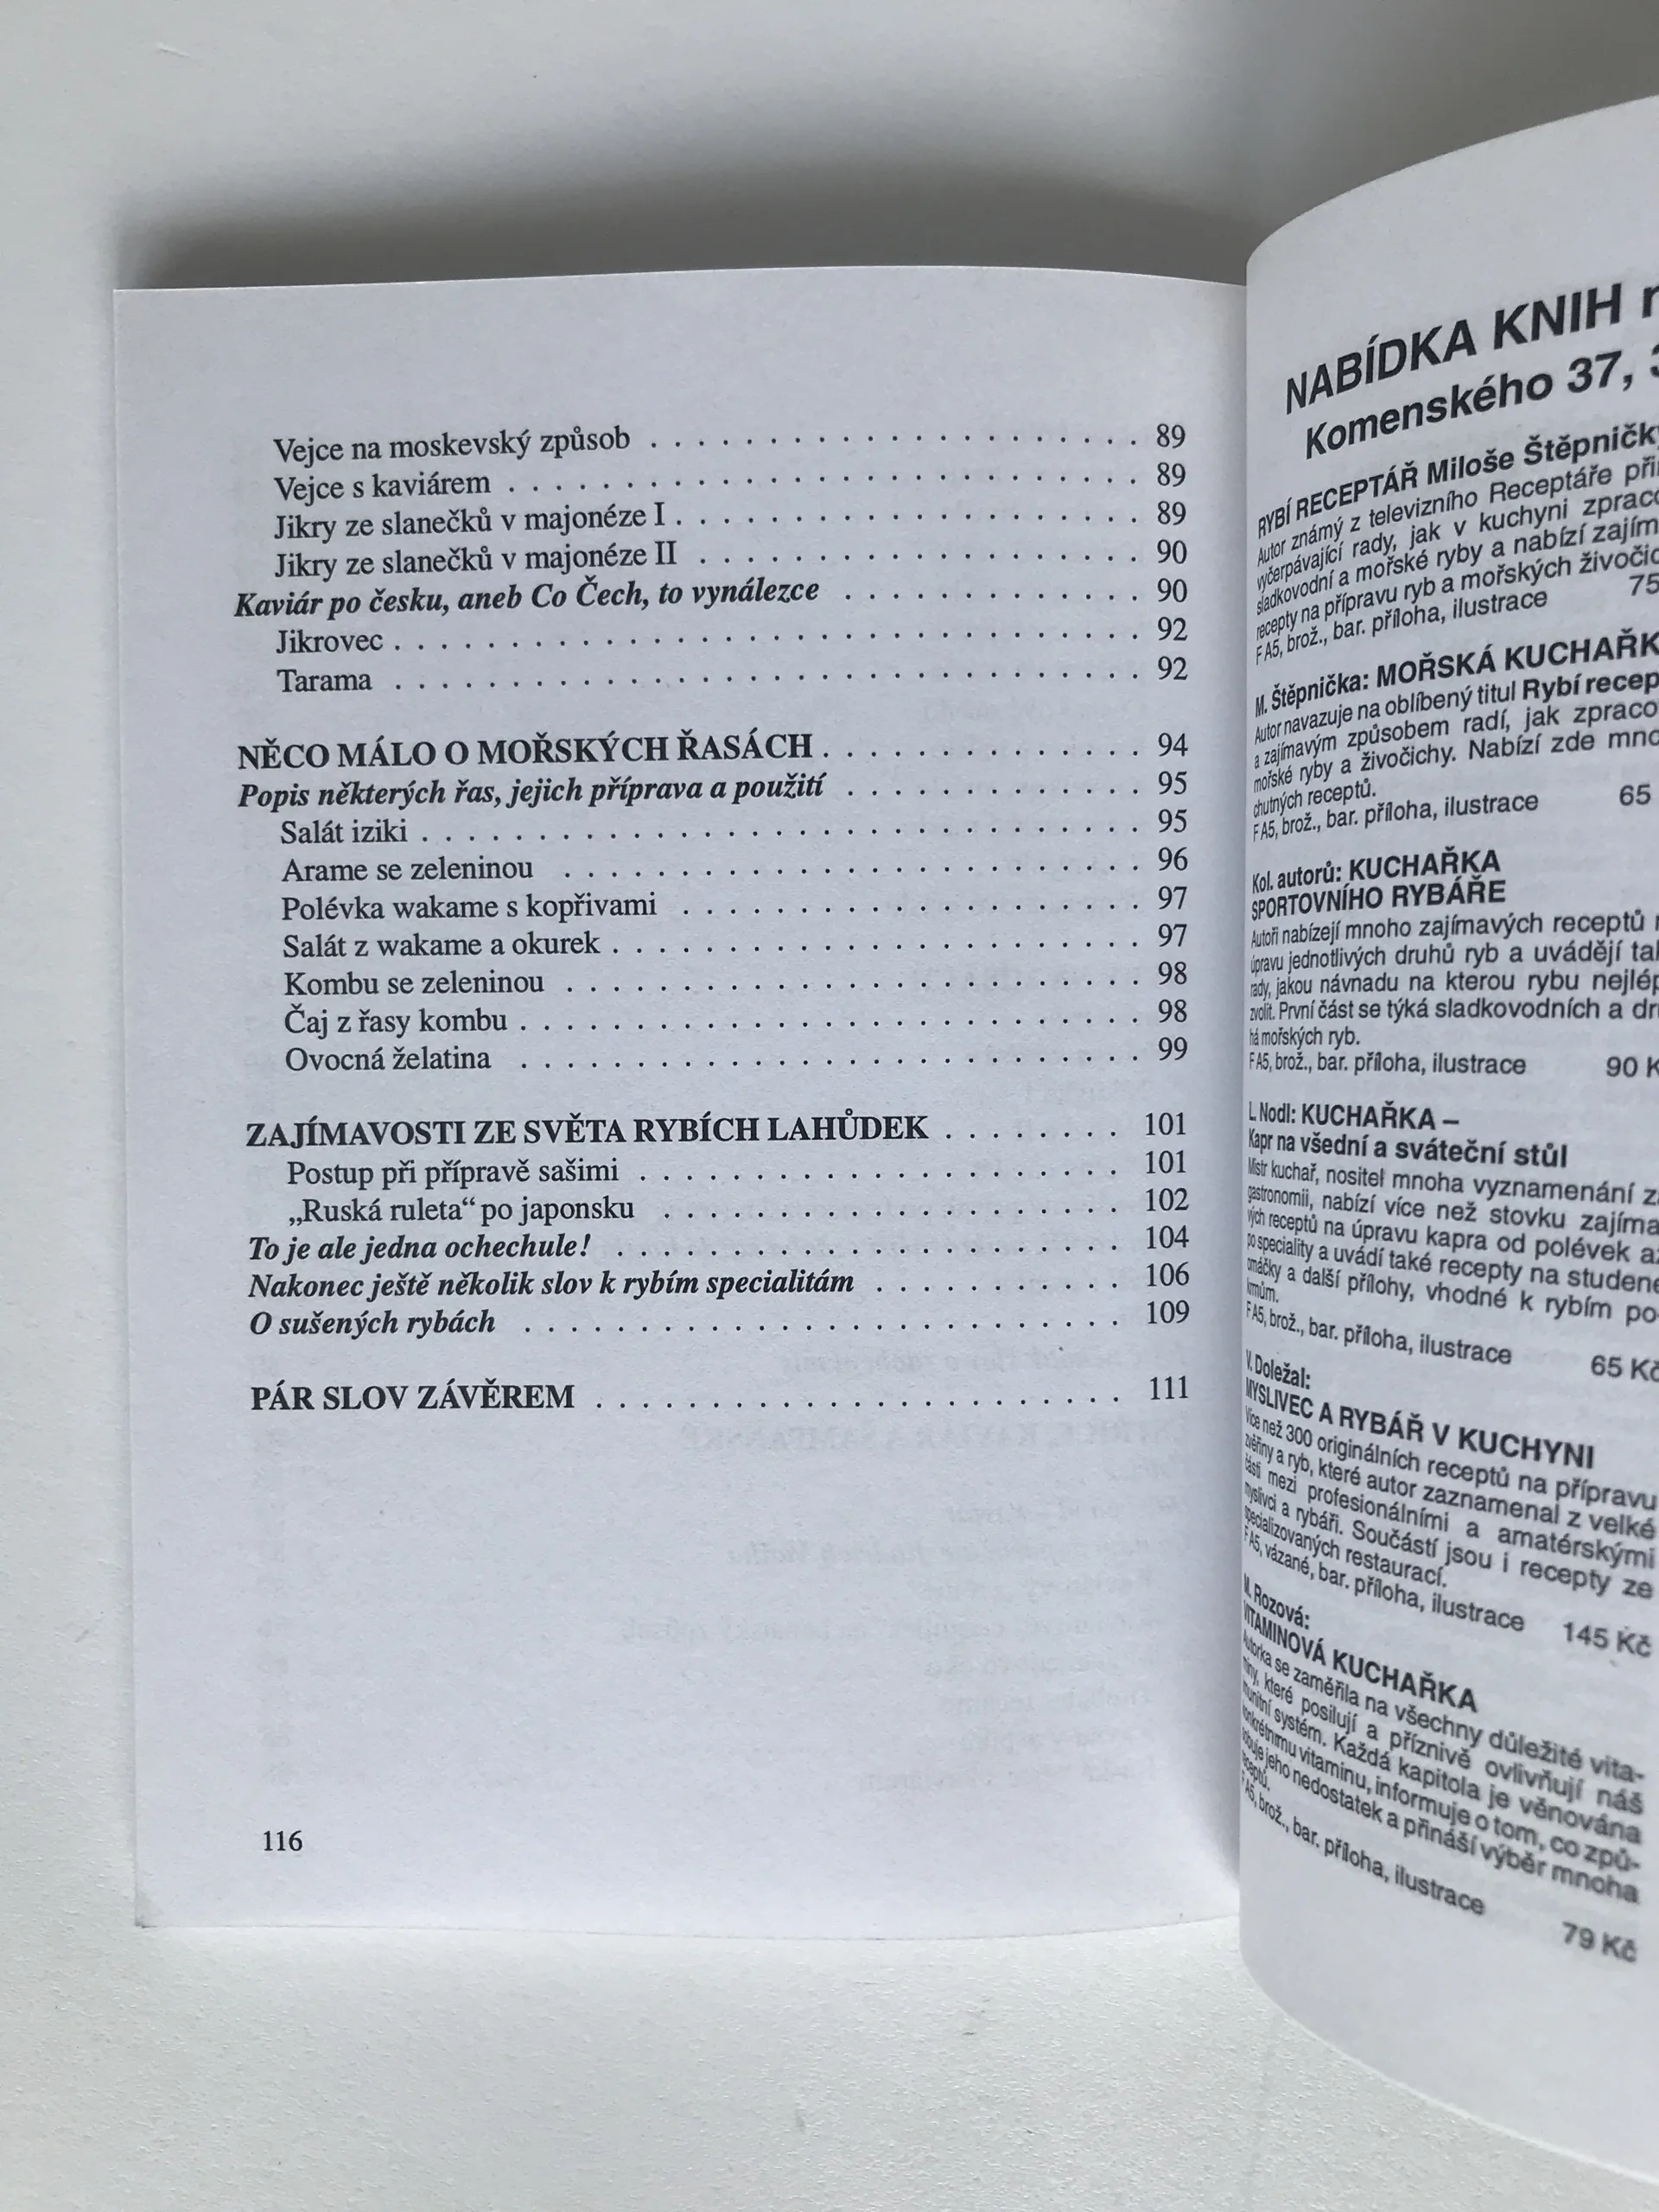 Vejce na moskevský způsob . . . . . . . . . . . . . . . . . . . . 89
Vejce s kaviárem . . . . . . . . . . . . . . . . . . . . . . . . . . 89
Jikry ze slanečků v majonéze I . . . . . . . . . . . . . . . . . . . 89
Jikry ze slanečků v majonéze II . . . . . . . . . . . . . . . . . . 90
Kaviár po česku, aneb Co Čech, to vynálezce . . . . . . . . . . . . . 90
Jikrovec . . . . . . . . . . . . . . . . . . . . . . . . . . . . . . 92
Tarama . . . . . . . . . . . . . . . . . . . . . . . . . . . . . . 92
NĚCO MÁLO O MOŘSKÝCH ŘASÁCH . . . . . . . . . . . . . 94
Popis některých řas, jejich příprava a použití . . . . . . . . . . . . 95
Salát iziki . . . . . . . . . . . . . . . . . . . . . . . . . . . . . 95
Arame se zeleninou . . . . . . . . . . . . . . . . . . . . . . . 96
Polévka wakame s kopřivami . . . . . . . . . . . . . . . . . . . 97
Salát z wakame a okurek . . . . . . . . . . . . . . . . . . . . . . 97
Kombu se zeleninou . . . . . . . . . . . . . . . . . . . . . . . 98
Čaj z řasy kombu . . . . . . . . . . . . . . . . . . . . . . . . . 98
Ovocná želatina . . . . . . . . . . . . . . . . . . . . . . . . . 99
ZAJÍMAVOSTI ZE SVĚTA RYBÍCH LAHŮDEK . . . . . . . . 101
Postup při přípravě sašimi . . . . . . . . . . . . . . . . . . . . 101
„Ruská ruleta“ po japonsku . . . . . . . . . . . . . . . . . . . 102
To je ale jedna ochechule! . . . . . . . . . . . . . . . . . . . . . 104
Nakonec ještě několik slov k rybím specialitám . . . . . . . . . . 106
O sušených rybách . . . . . . . . . . . . . . . . . . . . . . . . . 109
PÁR SLOV ZÁVĚREM . . . . . . . . . . . . . . . . . . . . . . 111
116
NABÍDKA KNIH
Komenského 37,
RYBÍ RECEPTÁŘ Miloše Štěpničky
Autor známý z televizního Receptáře
vyčerpávající rady, jak v kuchyni
sladkovodní a mořské ryby a nabízí
recepty na přípravu ryb a mořských
F A5, brož., bar. příloha, ilustrace 75
M. Štěpnička: MOŘSKÁ
Autor navazuje na oblíbený titul Rybí
a zajímavým způsobem radí, jak
mořské ryby a živočichy. Nabízí zde
chutných receptů.
F A5, brož., bar. příloha, ilustrace 65
Kol. autorů: KUCHAŘKA
SPORTOVNÍHO RYBÁŘE
Autoři nabízejí mnoho zajímavých receptů
úpravu jednotlivých druhů ryb a uvádějí
rady, jakou návnadu na kterou rybu
zvolit. První část se týká sladkovodních a
há mořských ryb.
F A5, brož., bar. příloha, ilustrace 90
L. Nodl: KUCHAŘKA –
Kapr na všední a sváteční stůl
Mistr kuchař, nositel mnoha vyznamenání
gastronomii, nabízí více než stovku
vých receptů na úpravu kapra od polévek
po speciality a uvádí také recepty na studené
omáčky a další přílohy, vhodné k rybím po-
krmům.
F A5, brož., bar. příloha, ilustrace 65 Kč
V. Doležal:
MYSLIVEC A RYBÁŘ V KUCHYNI
Více než 300 originálních receptů na přípravu
zvěřiny a ryb, které autor zaznamenal z velké
části mezi profesionálními a amatérskými
myslivci a rybáři. Součástí jsou i recepty ze
specializovaných restaurací.
F A5, vázané, bar. příloha, ilustrace 145 Kč
M. Rozová:
VITAMINOVÁ KUCHAŘKA
Autorka se zaměřila na všechny důležité vita-
miny, které posilují a příznivě ovlivňují náš
imunitní systém. Každá kapitola je věnována
konkrétnímu vitaminu, informuje o tom, co způ-
sobuje jeho nedostatek a přináší výběr mnoha
receptů.
F A5, brož., bar. příloha, ilustrace 79 Kč